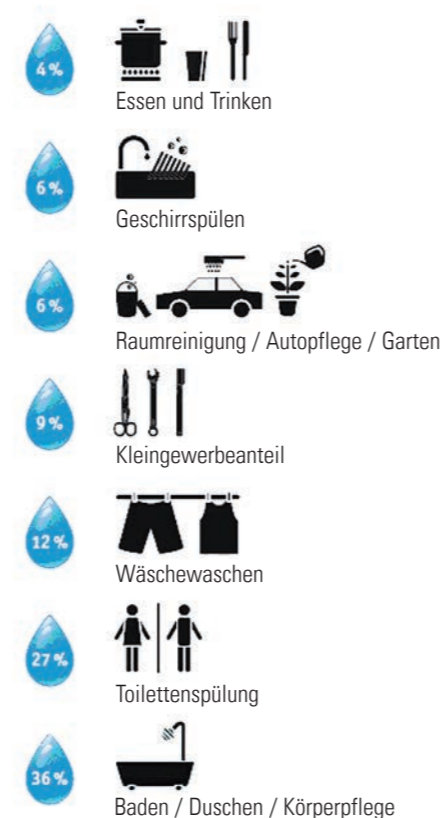 4 %
Essen und Trinken
6 %
Geschirrspülen
6 %
Raumreinigung / Autopflege / Garten
9 %
Kleingewerbeanteil
12 %
Wäschewaschen
27 %
Toilettenspülung
36 %
Baden / Duschen / Körperpflege